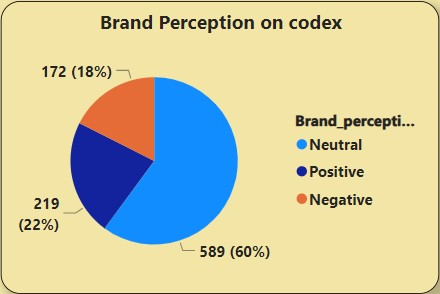 Brand Perception on codex
172 (18%)
Brand_percepti...
Neutral
Positive
Negative
219
(22%)
589 (60%)